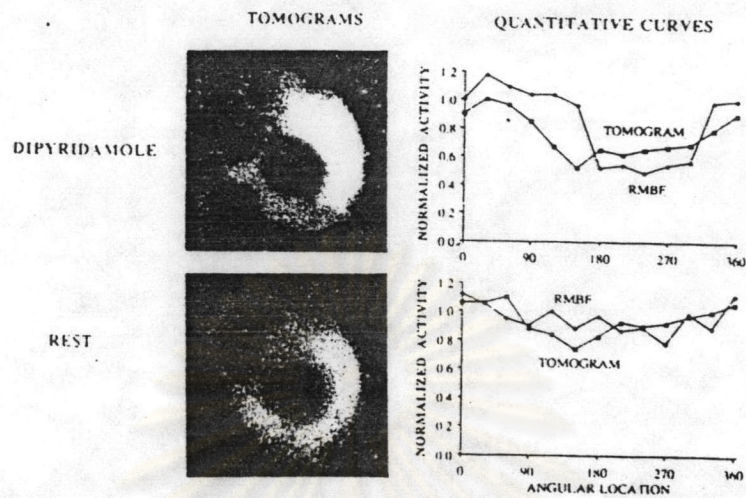 TOMOGRAMS
QUANTITATIVE CURVES
DIPYRIDAMOLE
NORMALIZED ACTIVITY
1.2
1.0
0.8
0.6
0.4
0.2
0.0
TOMOGRAM
RMBF
0 90 180 270 360
REST
NORMALIZED ACTIVITY
1.2
1.0
0.8
0.6
0.4
0.2
0.0
RMBF
TOMOGRAM
0 90 180 270 360
ANGULAR LOCATION